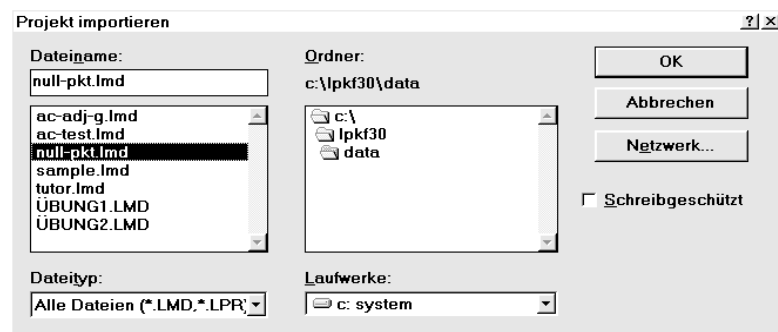 Projekt importieren
Dateiname:
null-pkt.lmd
ac-adj-g.lmd
ac-test.lmd
null-pkt.lmd
sample.lmd
tutor.lmd
ÜBUNG1.LMD
ÜBUNG2.LMD
Dateityp:
Alle Dateien (*.LMD,*.LPR)
Ordner:
c:\lpkf30\data
c:\
lpkf30
data
Laufwerke:
c: system
OK
Abbrechen
Netzwerk...
Schreibgeschützt